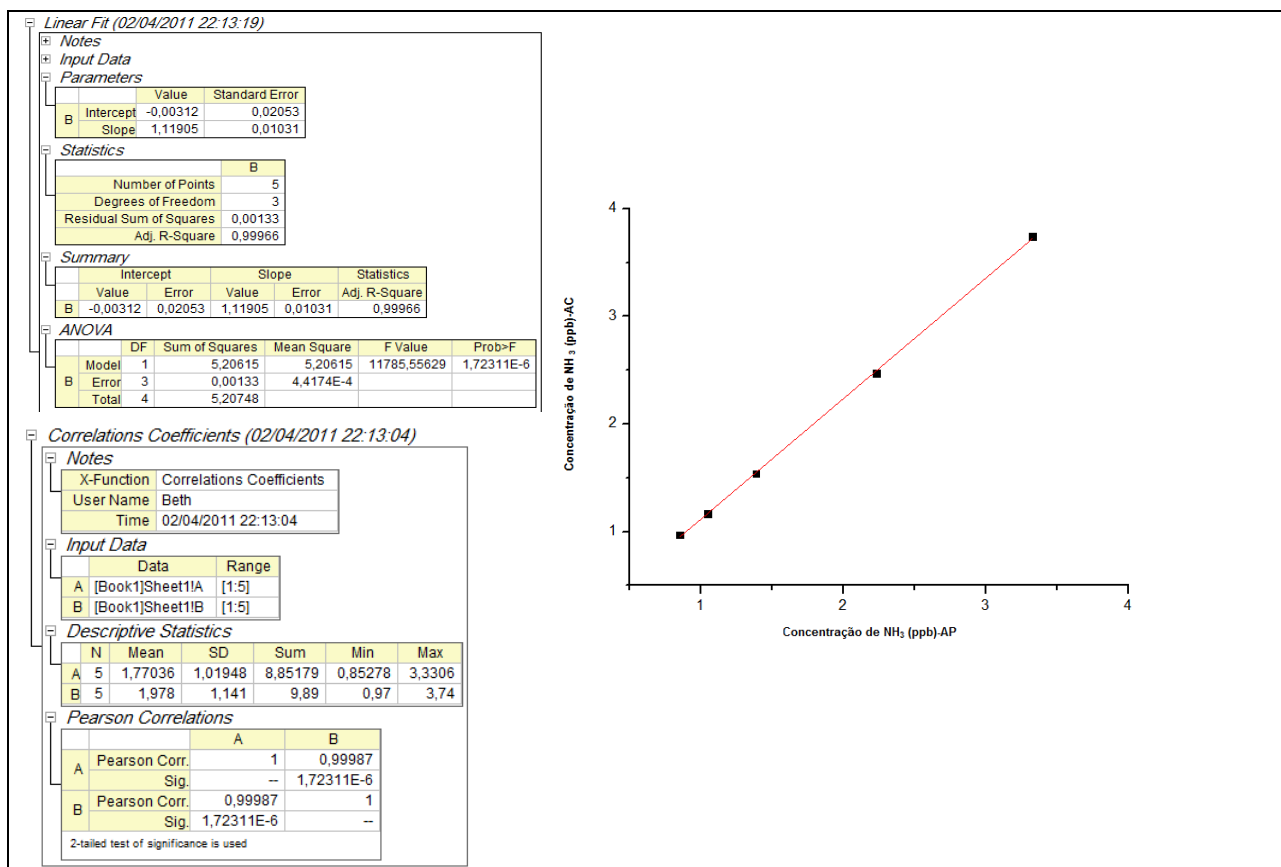 Linear Fit (02/04/2011 22:13:19)
Notes
Input Data
Parameters
Value Standard Error
B Intercept -0,00312 0,02053
Slope 1,11905 0,01031
Statistics
B
Number of Points 5
Degrees of Freedom 3
Residual Sum of Squares 0,00133
Adj. R-Square 0,99966
Summary
Intercept Slope Statistics
Value Error Value Error Adj. R-Square
B -0,00312 0,02053 1,11905 0,01031 0,99966
ANOVA
DF Sum of Squares Mean Square F Value Prob>F
B Model 1 5,20615 5,20615 11785,55629 1,72311E-6
Error 3 0,00133 4,4174E-4
Total 4 5,20748
Correlations Coefficients (02/04/2011 22:13:04)
Notes
X-Function Correlations Coefficients
User Name Beth
Time 02/04/2011 22:13:04
Input Data
Data Range
A [Book1]Sheet1!A [1:5]
B [Book1]Sheet1!B [1:5]
Descriptive Statistics
N Mean SD Sum Min Max
A 5 1,77036 1,01948 8,85179 0,85278 3,3306
B 5 1,978 1,141 9,89 0,97 3,74
Pearson Correlations
A B
A Pearson Corr. 1 0,99987
Sig. -- 1,72311E-6
B Pearson Corr. 0,99987 1
Sig. 1,72311E-6 --
2-tailed test of significance is used
Concentração de NH3 (ppb)-AC
4
3
2
1
1 2 3 4
Concentração de NH3 (ppb)-AP